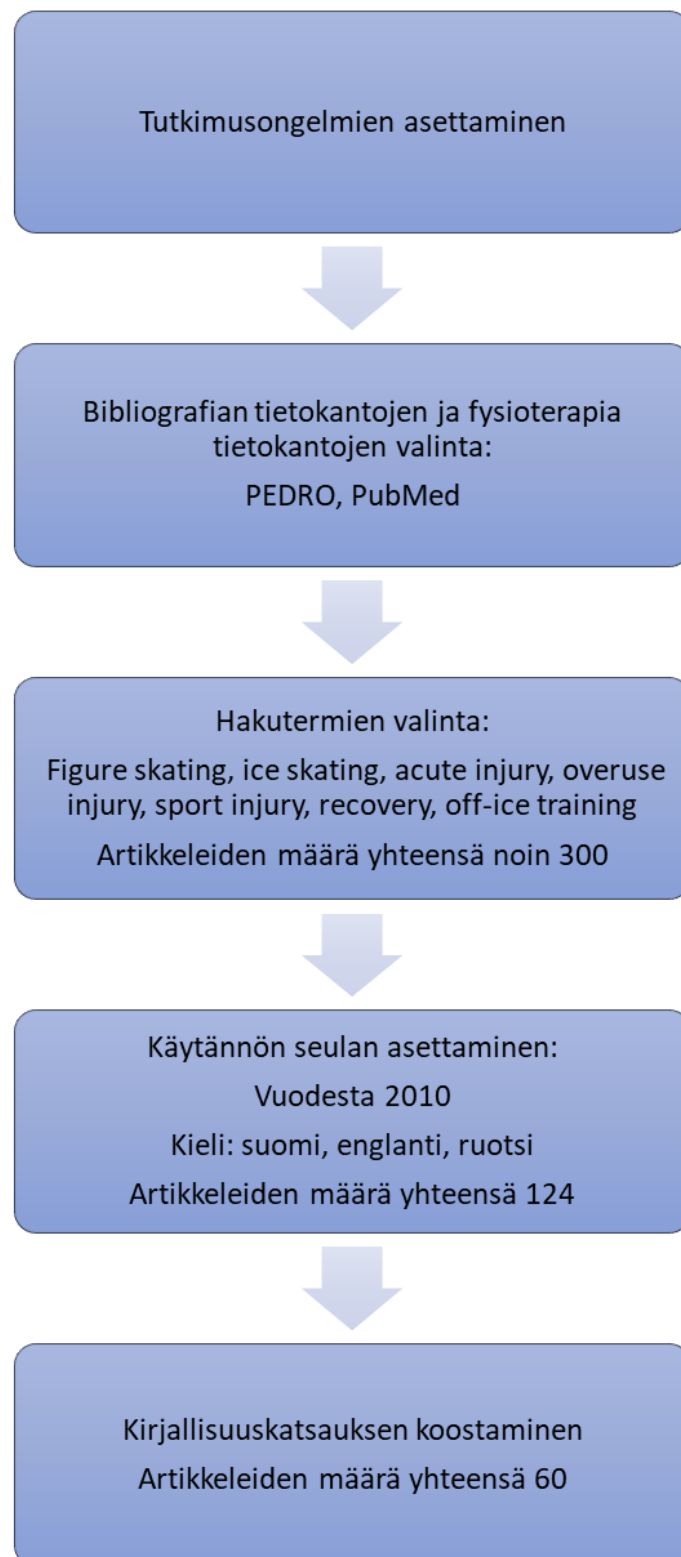 Tutkimusongelmien asettaminen
Bibliografian tietokantojen ja fysioterapia
tietokantojen valinta:
PEDRO, PubMed
Hakutermien valinta:
Figure skating, ice skating, acute injury, overuse
injury, sport injury, recovery, off-ice training
Artikkeleiden määrä yhteensä noin 300
Käytännön seulan asettaminen:
Vuodesta 2010
Kieli: suomi, englanti, ruotsi
Artikkeleiden määrä yhteensä 124
Kirjallisuuskatsauksen koostaminen
Artikkeleiden määrä yhteensä 60